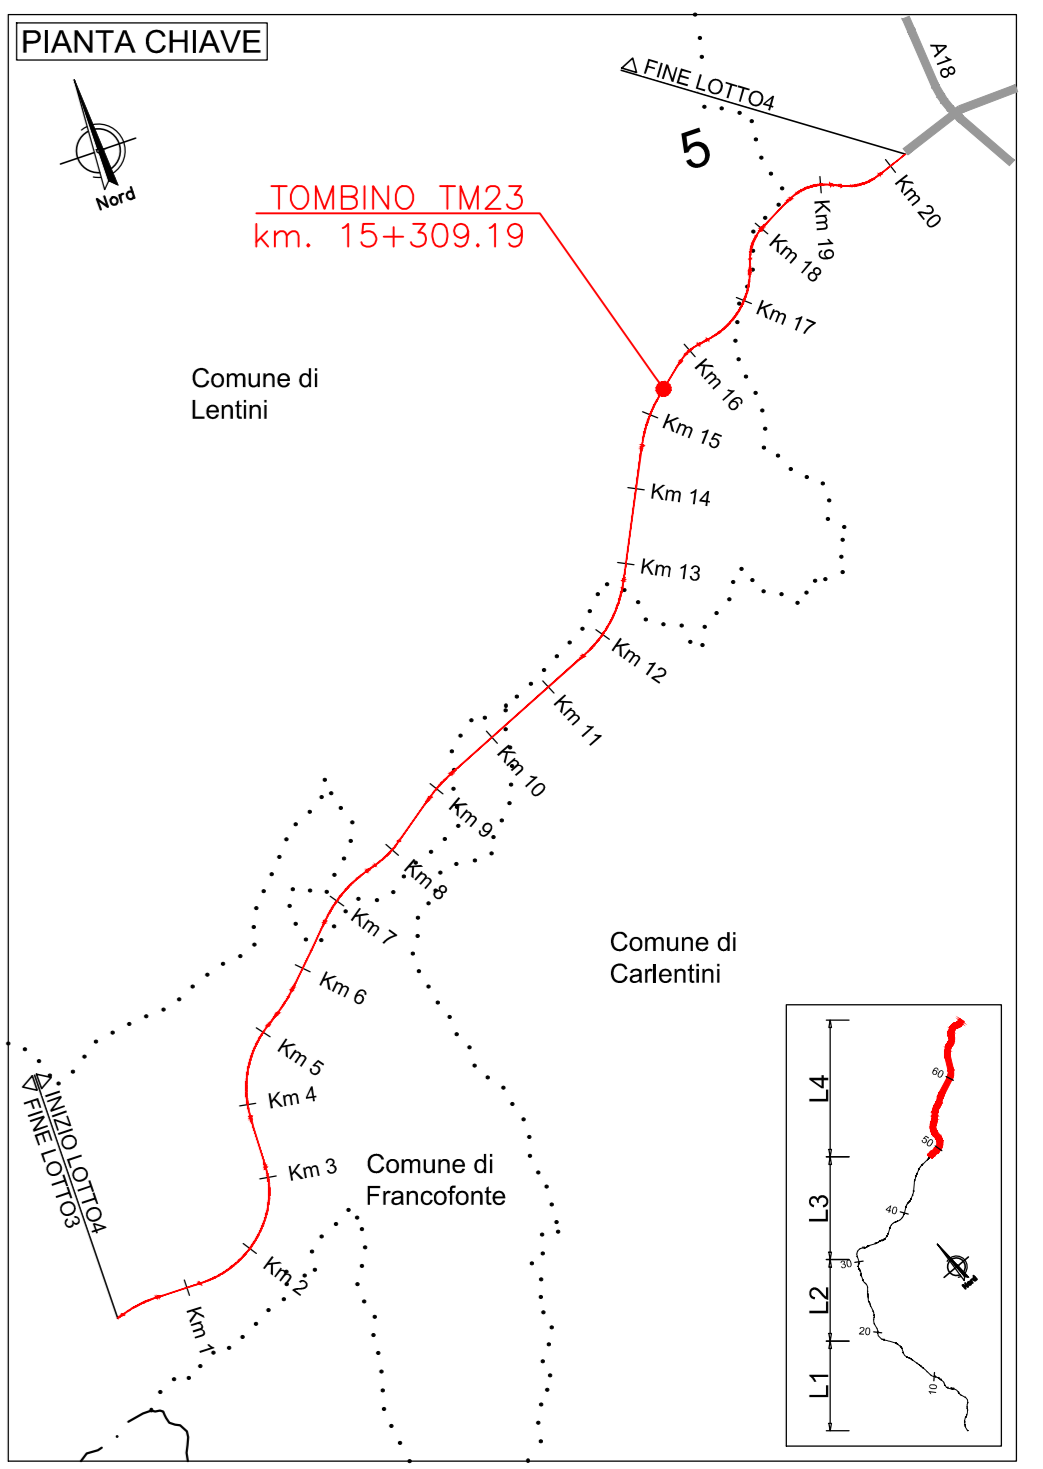 PIANTA CHIAVE
Nord
FINE LOTTO4
A18
5
TOMBINO TM23
km. 15+309.19
Km 20
Km 19
Km 18
Km 17
Km 16
Comune di
Lentini
Km 15
Km 14
Km 13
Km 12
Km 11
Km 10
Km 9
Km 8
Km 7
Km 6
Comune di
Carlentini
Km 5
Km 4
Km 3
INIZIO LOTTO4
FINE LOTTO3
Comune di
Francofonte
Km 2
Km 1
L4
L3
L2
L1
60
50
40
30
20
10